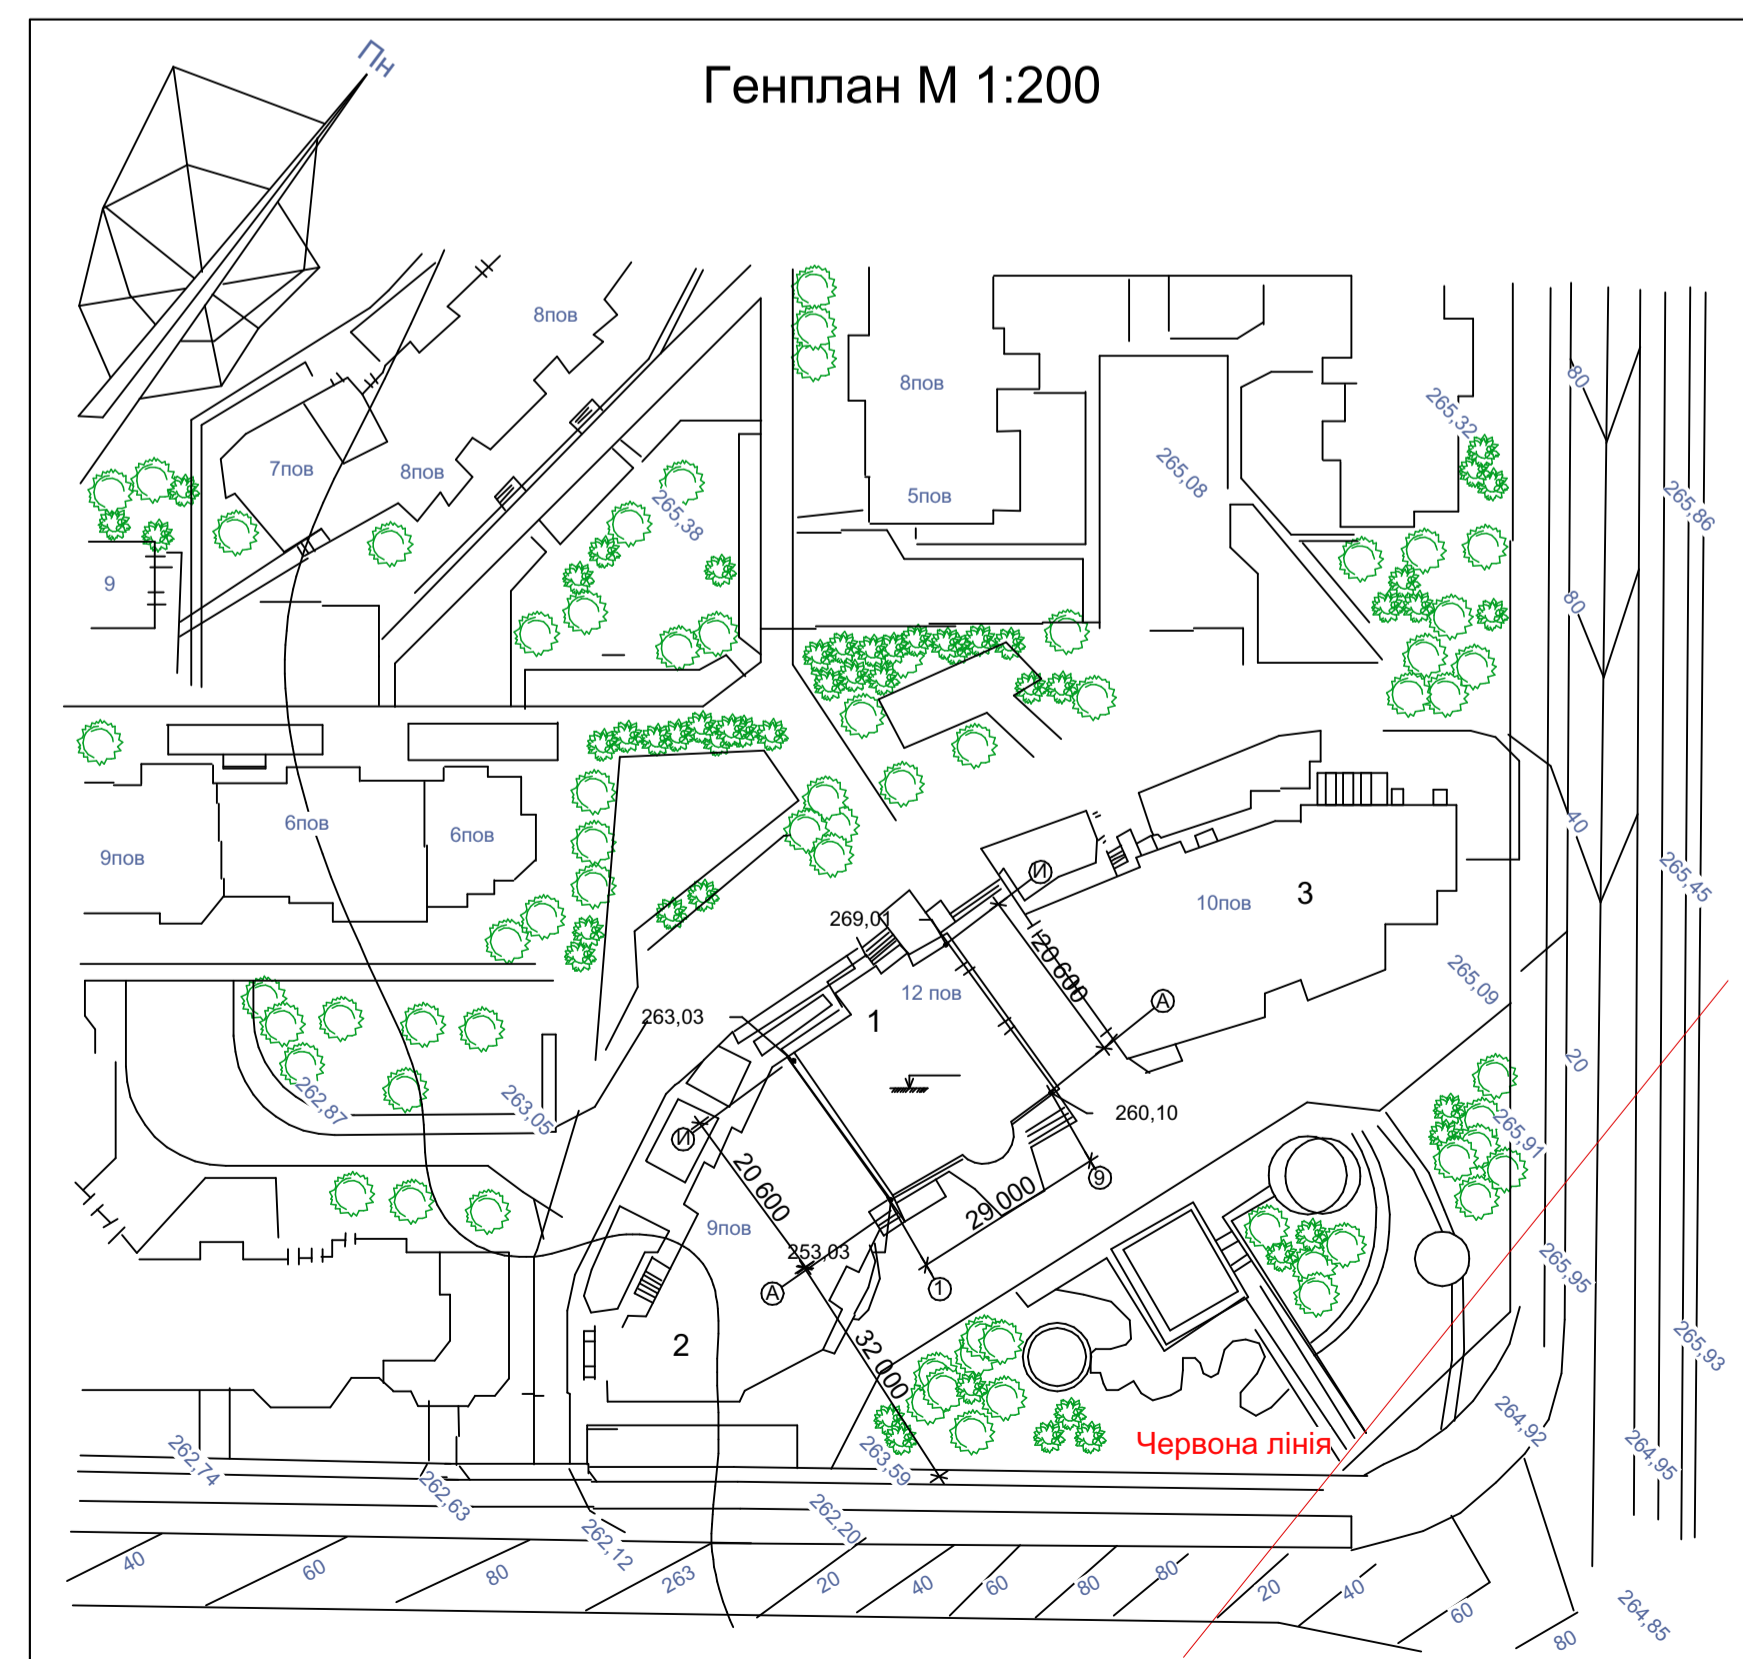 Пн
Генплан М 1:200
8пов
8пов
80
265,32
7пов
8пов
5пов
265,08
265,86
265,38
9
80
6пов
6пов
9пов
40
265,45
И
3
10пов
269,01
20 600
12 пов
265,09
А
263,03
1
20
262,87
263,05
260,10
265,91
И
20 600
9
29 000
9пов
253,03
265,95
А
1
2
32 000
265,93
264,92
Червона лінія
262,74
263,59
264,95
262,63
262,20
262,12
40
60
80
263
20
40
60
80
80
20
40
60
80
264,85